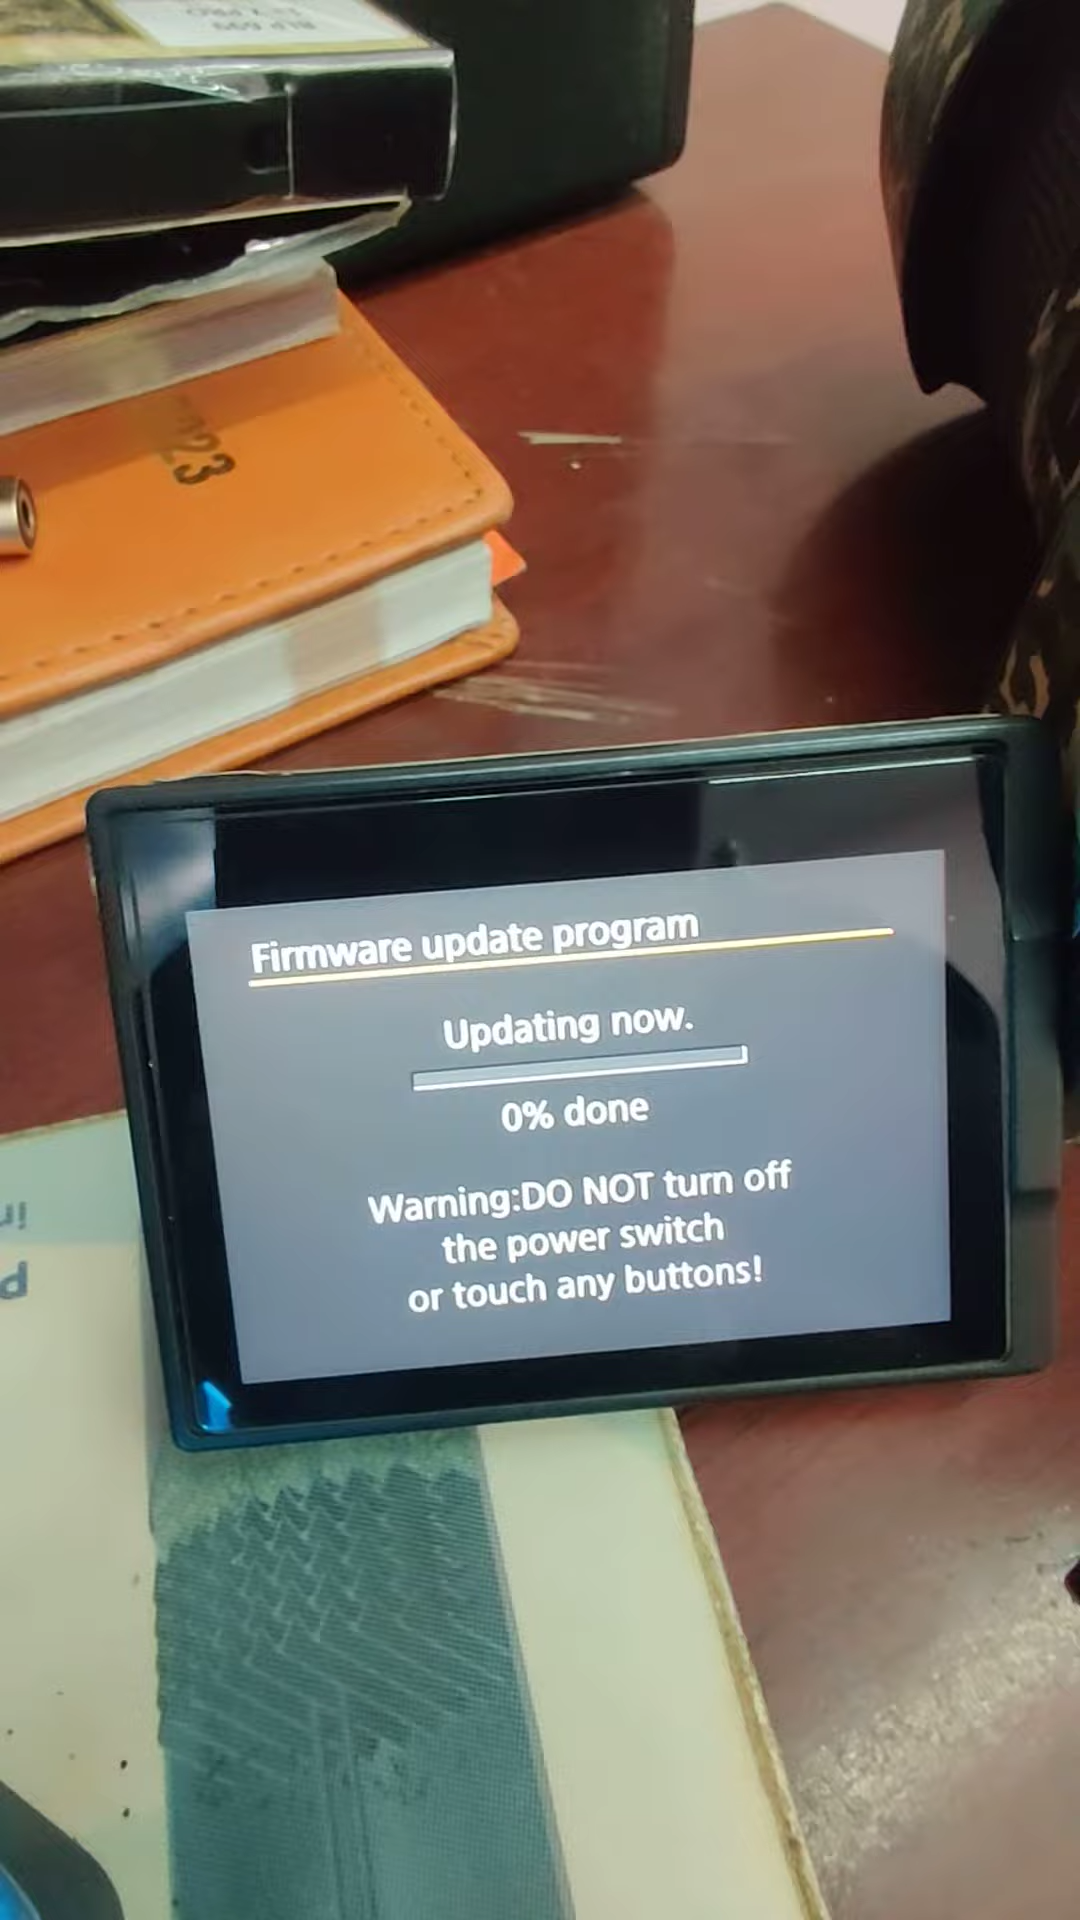 23
Firmware update program
Updating now.
0% done
Warning:DO NOT turn off
the power switch
or touch any buttons!